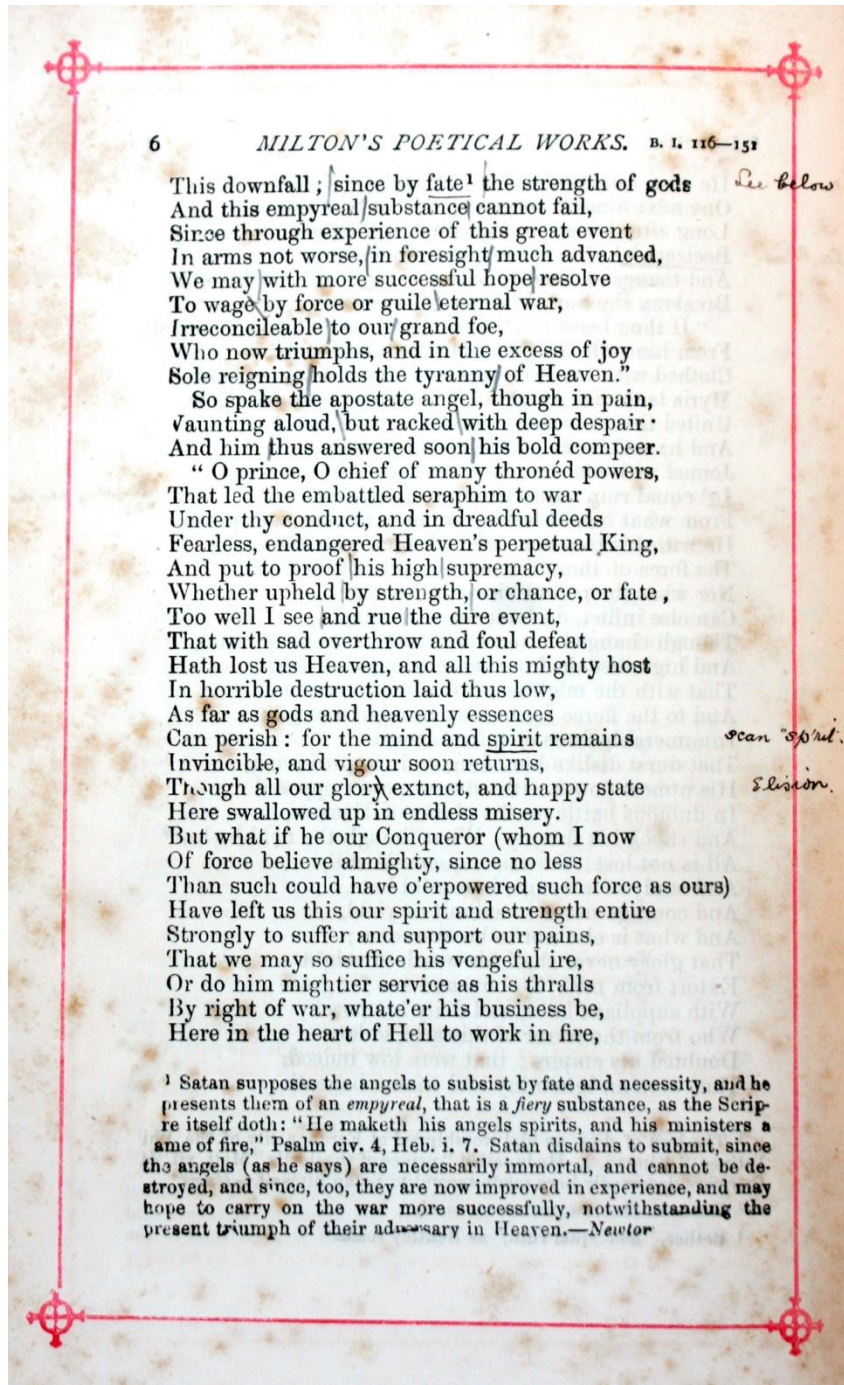 6 MILTON'S POETICAL WORKS. B. I. 116—151
This downfall; since by fate¹ the strength of gods See below
And this empyreal substance cannot fail,
Since through experience of this great event
In arms not worse, in foresight much advanced,
We may with more successful hope resolve
To wage by force or guile eternal war,
Irreconcileable to our grand foe,
Who now triumphs, and in the excess of joy
Sole reigning holds the tyranny of Heaven."
So spake the apostate angel, though in pain,
Vaunting aloud, but racked with deep despair·
And him thus answered soon his bold compeer.
"O prince, O chief of many thronéd powers,
That led the embattled seraphim to war
Under thy conduct, and in dreadful deeds
Fearless, endangered Heaven's perpetual King,
And put to proof his high supremacy,
Whether upheld by strength, or chance, or fate,
Too well I see and rue the dire event,
That with sad overthrow and foul defeat
Hath lost us Heaven, and all this mighty host
In horrible destruction laid thus low,
As far as gods and heavenly essences
Can perish: for the mind and spirit remains scan "sp'rit.
Invincible, and vigour soon returns,
Though all our glory extinct, and happy state Elision.
Here swallowed up in endless misery.
But what if he our Conqueror (whom I now
Of force believe almighty, since no less
Than such could have o'erpowered such force as ours)
Have left us this our spirit and strength entire
Strongly to suffer and support our pains,
That we may so suffice his vengeful ire,
Or do him mightier service as his thralls
By right of war, whate'er his business be,
Here in the heart of Hell to work in fire,
¹ Satan supposes the angels to subsist by fate and necessity, and he
presents them of an empyreal, that is a fiery substance, as the Scrip-
re itself doth: "He maketh his angels spirits, and his ministers a
ame of fire," Psalm civ. 4, Heb. i. 7. Satan disdains to submit, since
the angels (as he says) are necessarily immortal, and cannot be de-
stroyed, and since, too, they are now improved in experience, and may
hope to carry on the war more successfully, notwithstanding the
present triumph of their adversary in Heaven.—Newtor